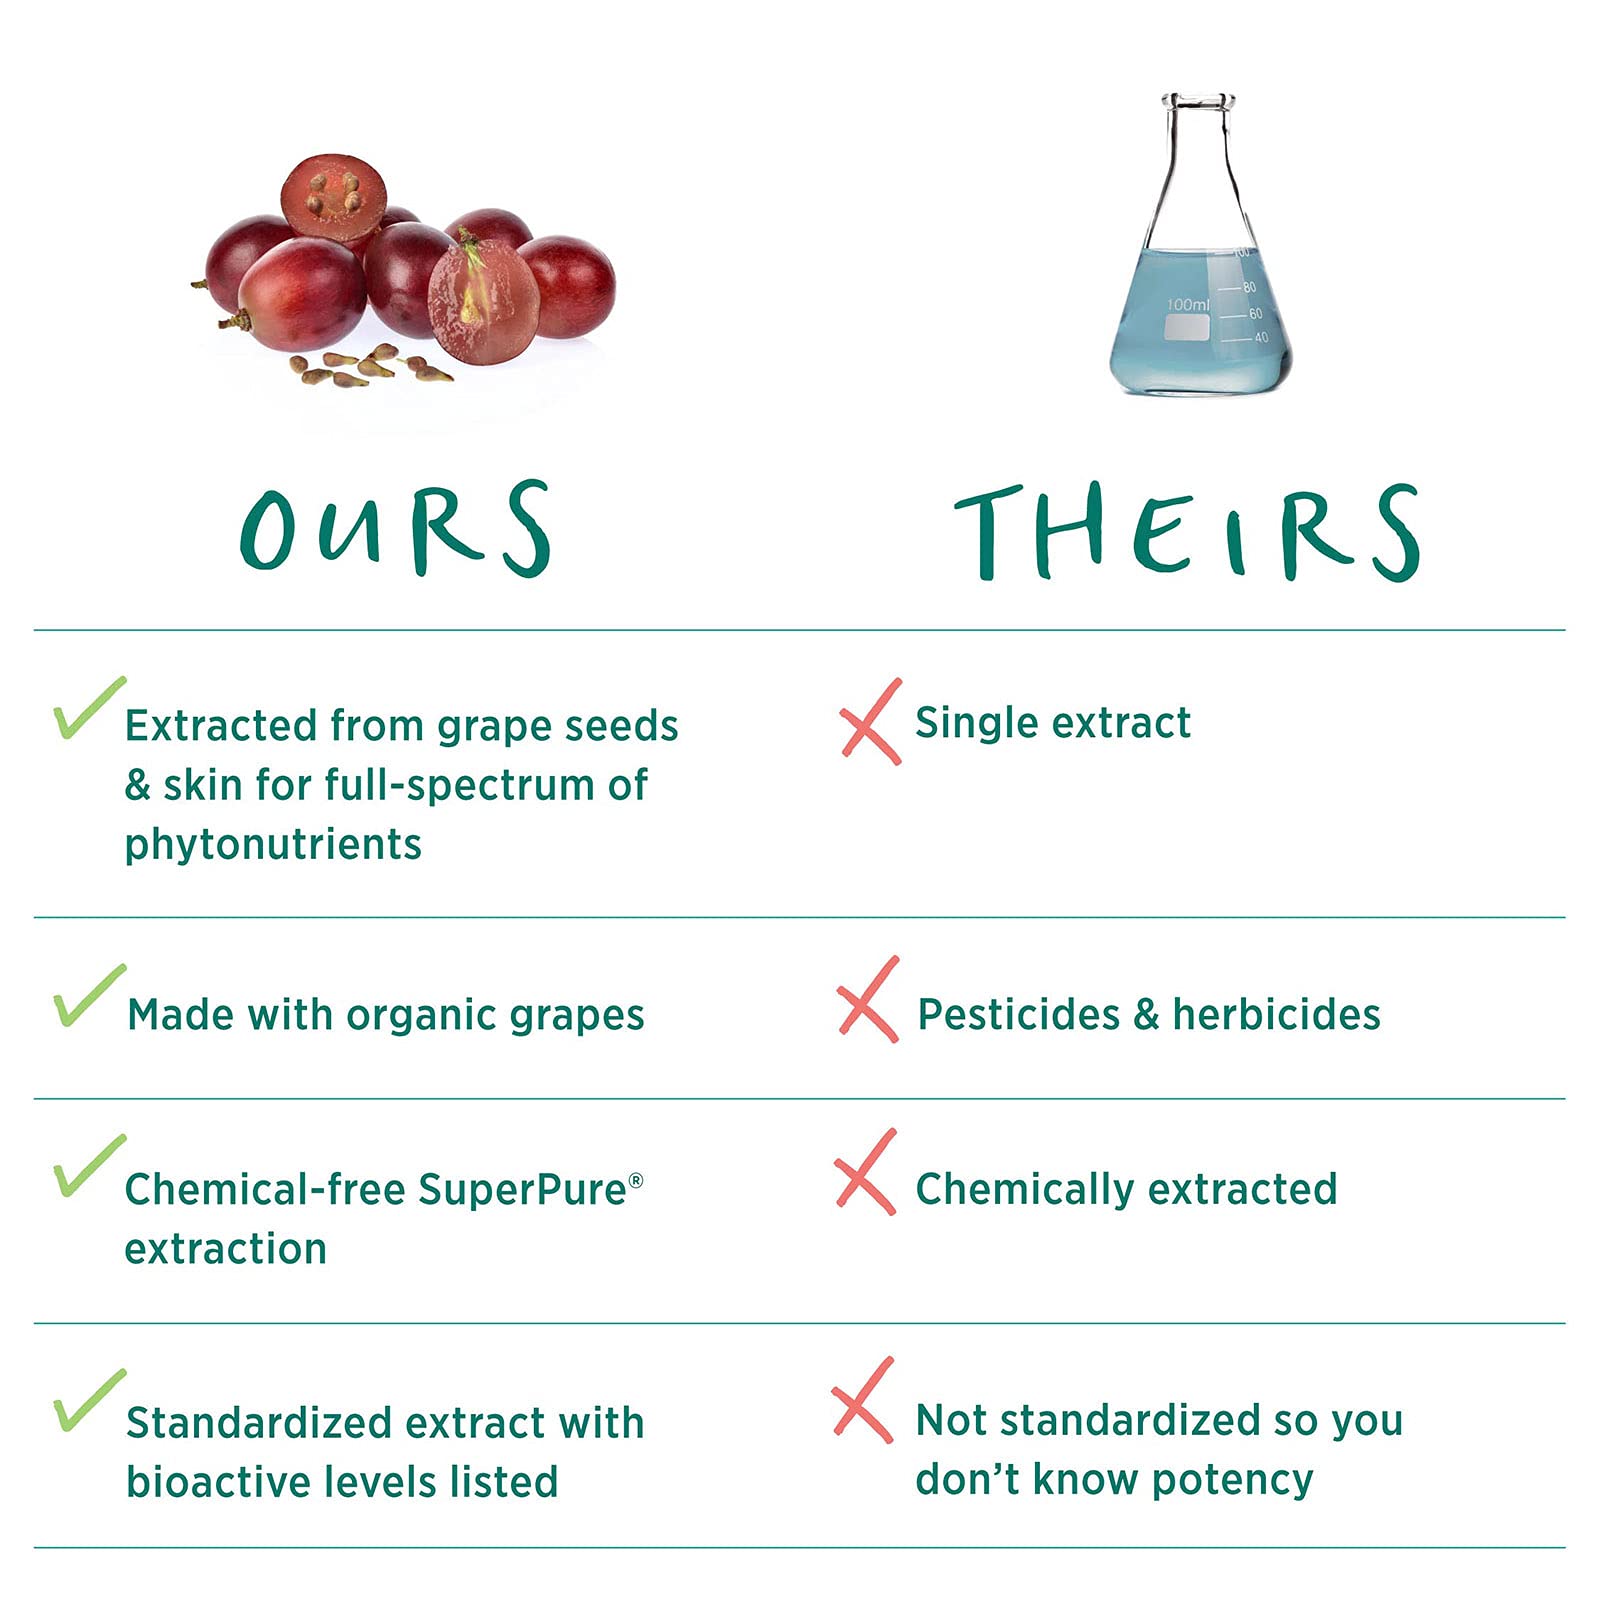 100
80
100ml
60
40
OURS
THEIRS
Extracted from grape seeds
& skin for full-spectrum of
phytonutrients
Single extract
Made with organic grapes
Pesticides & herbicides
Chemical-free SuperPure®
extraction
Chemically extracted
Standardized extract with
bioactive levels listed
Not standardized so you
don’t know potency